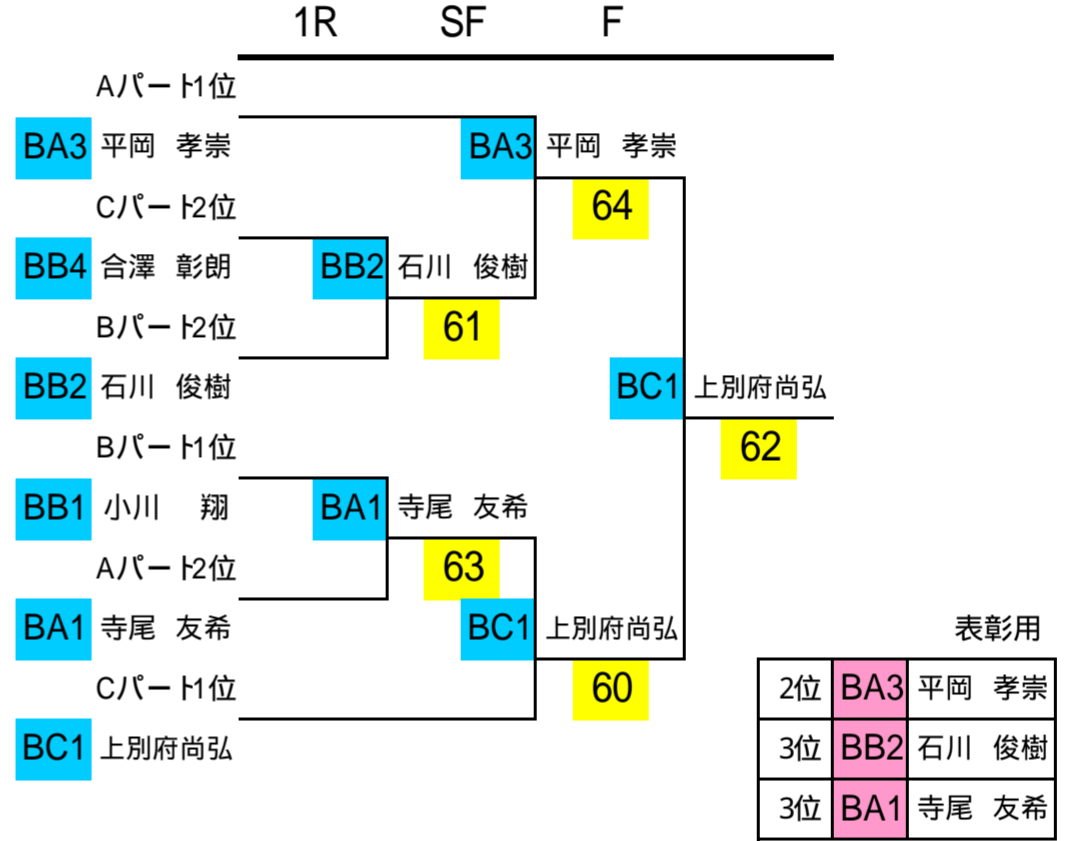 1R SF F
Aパート1位
BA3 平岡 孝崇 BA3 平岡 孝崇
Cパート2位 64
BB4 合澤 彰朗 BB2 石川 俊樹
Bパート2位 61
BB2 石川 俊樹 BC1 上別府尚弘
Bパート1位 62
BB1 小川 翔 BA1 寺尾 友希
Aパート2位 63
BA1 寺尾 友希 BC1 上別府尚弘 表彰用
Cパート1位 60 2位 BA3 平岡 孝崇
BC1 上別府尚弘 3位 BB2 石川 俊樹
3位 BA1 寺尾 友希